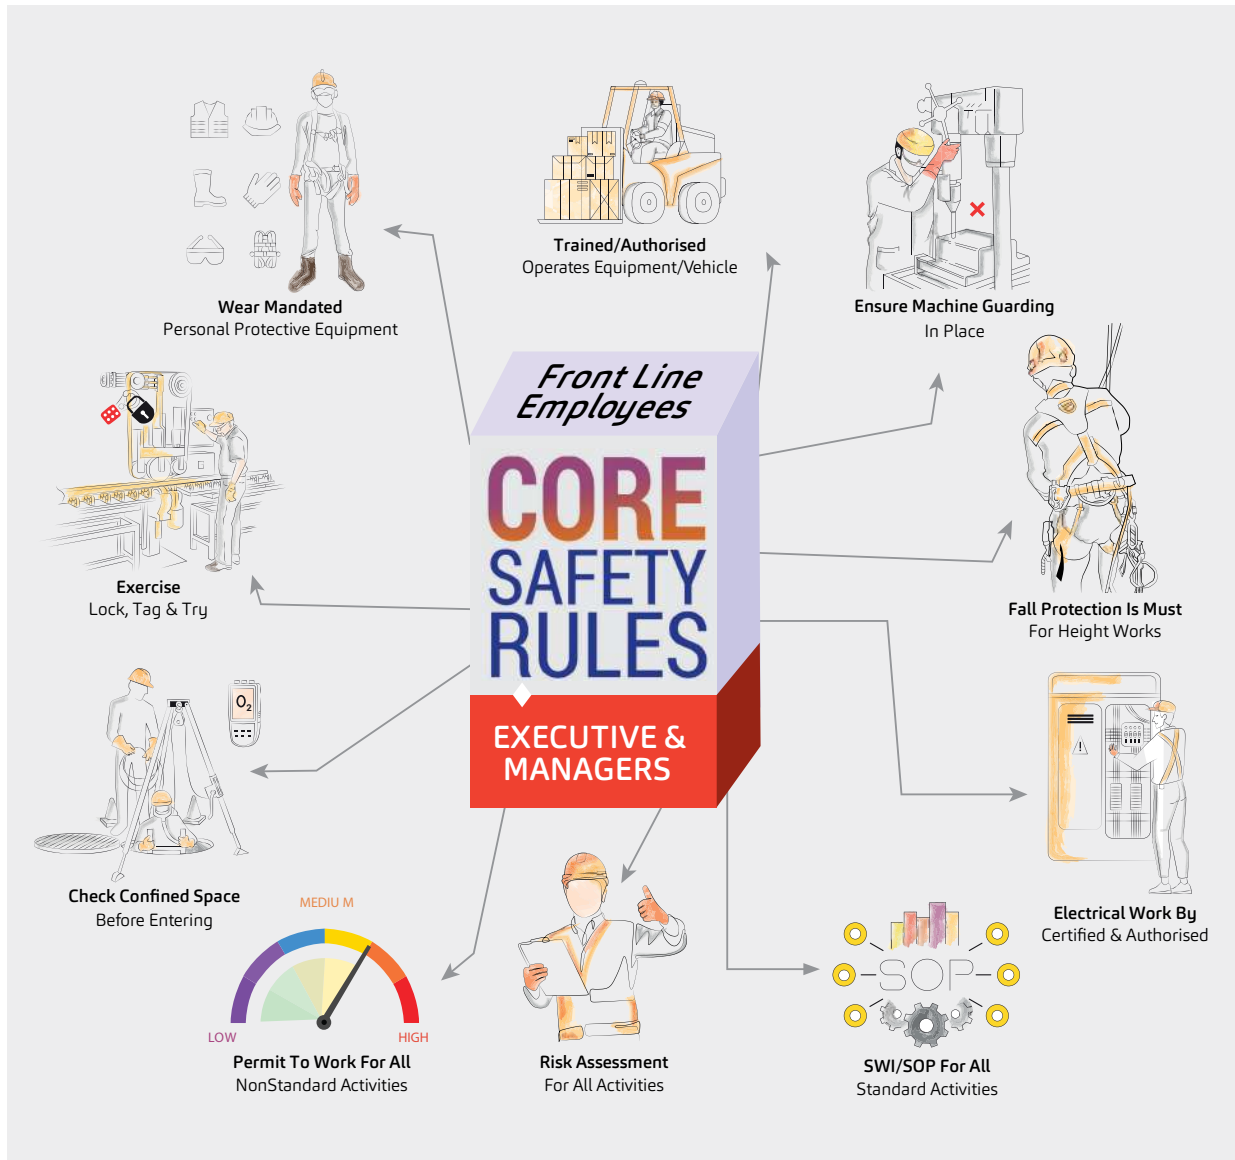 Wear Mandated
Personal Protective Equipment
Trained/Authorised
Operates Equipment/Vehicle
Ensure Machine Guarding
In Place
Front Line
Employees
CORE
SAFETY
RULES
EXECUTIVE &
MANAGERS
Exercise
Lock, Tag & Try
Fall Protection Is Must
For Height Works
O2
Check Confined Space
Before Entering
Electrical Work By
Certified & Authorised
MEDIU M
LOW
HIGH
Permit To Work For All
NonStandard Activities
Risk Assessment
For All Activities
SOP
SWI/SOP For All
Standard Activities